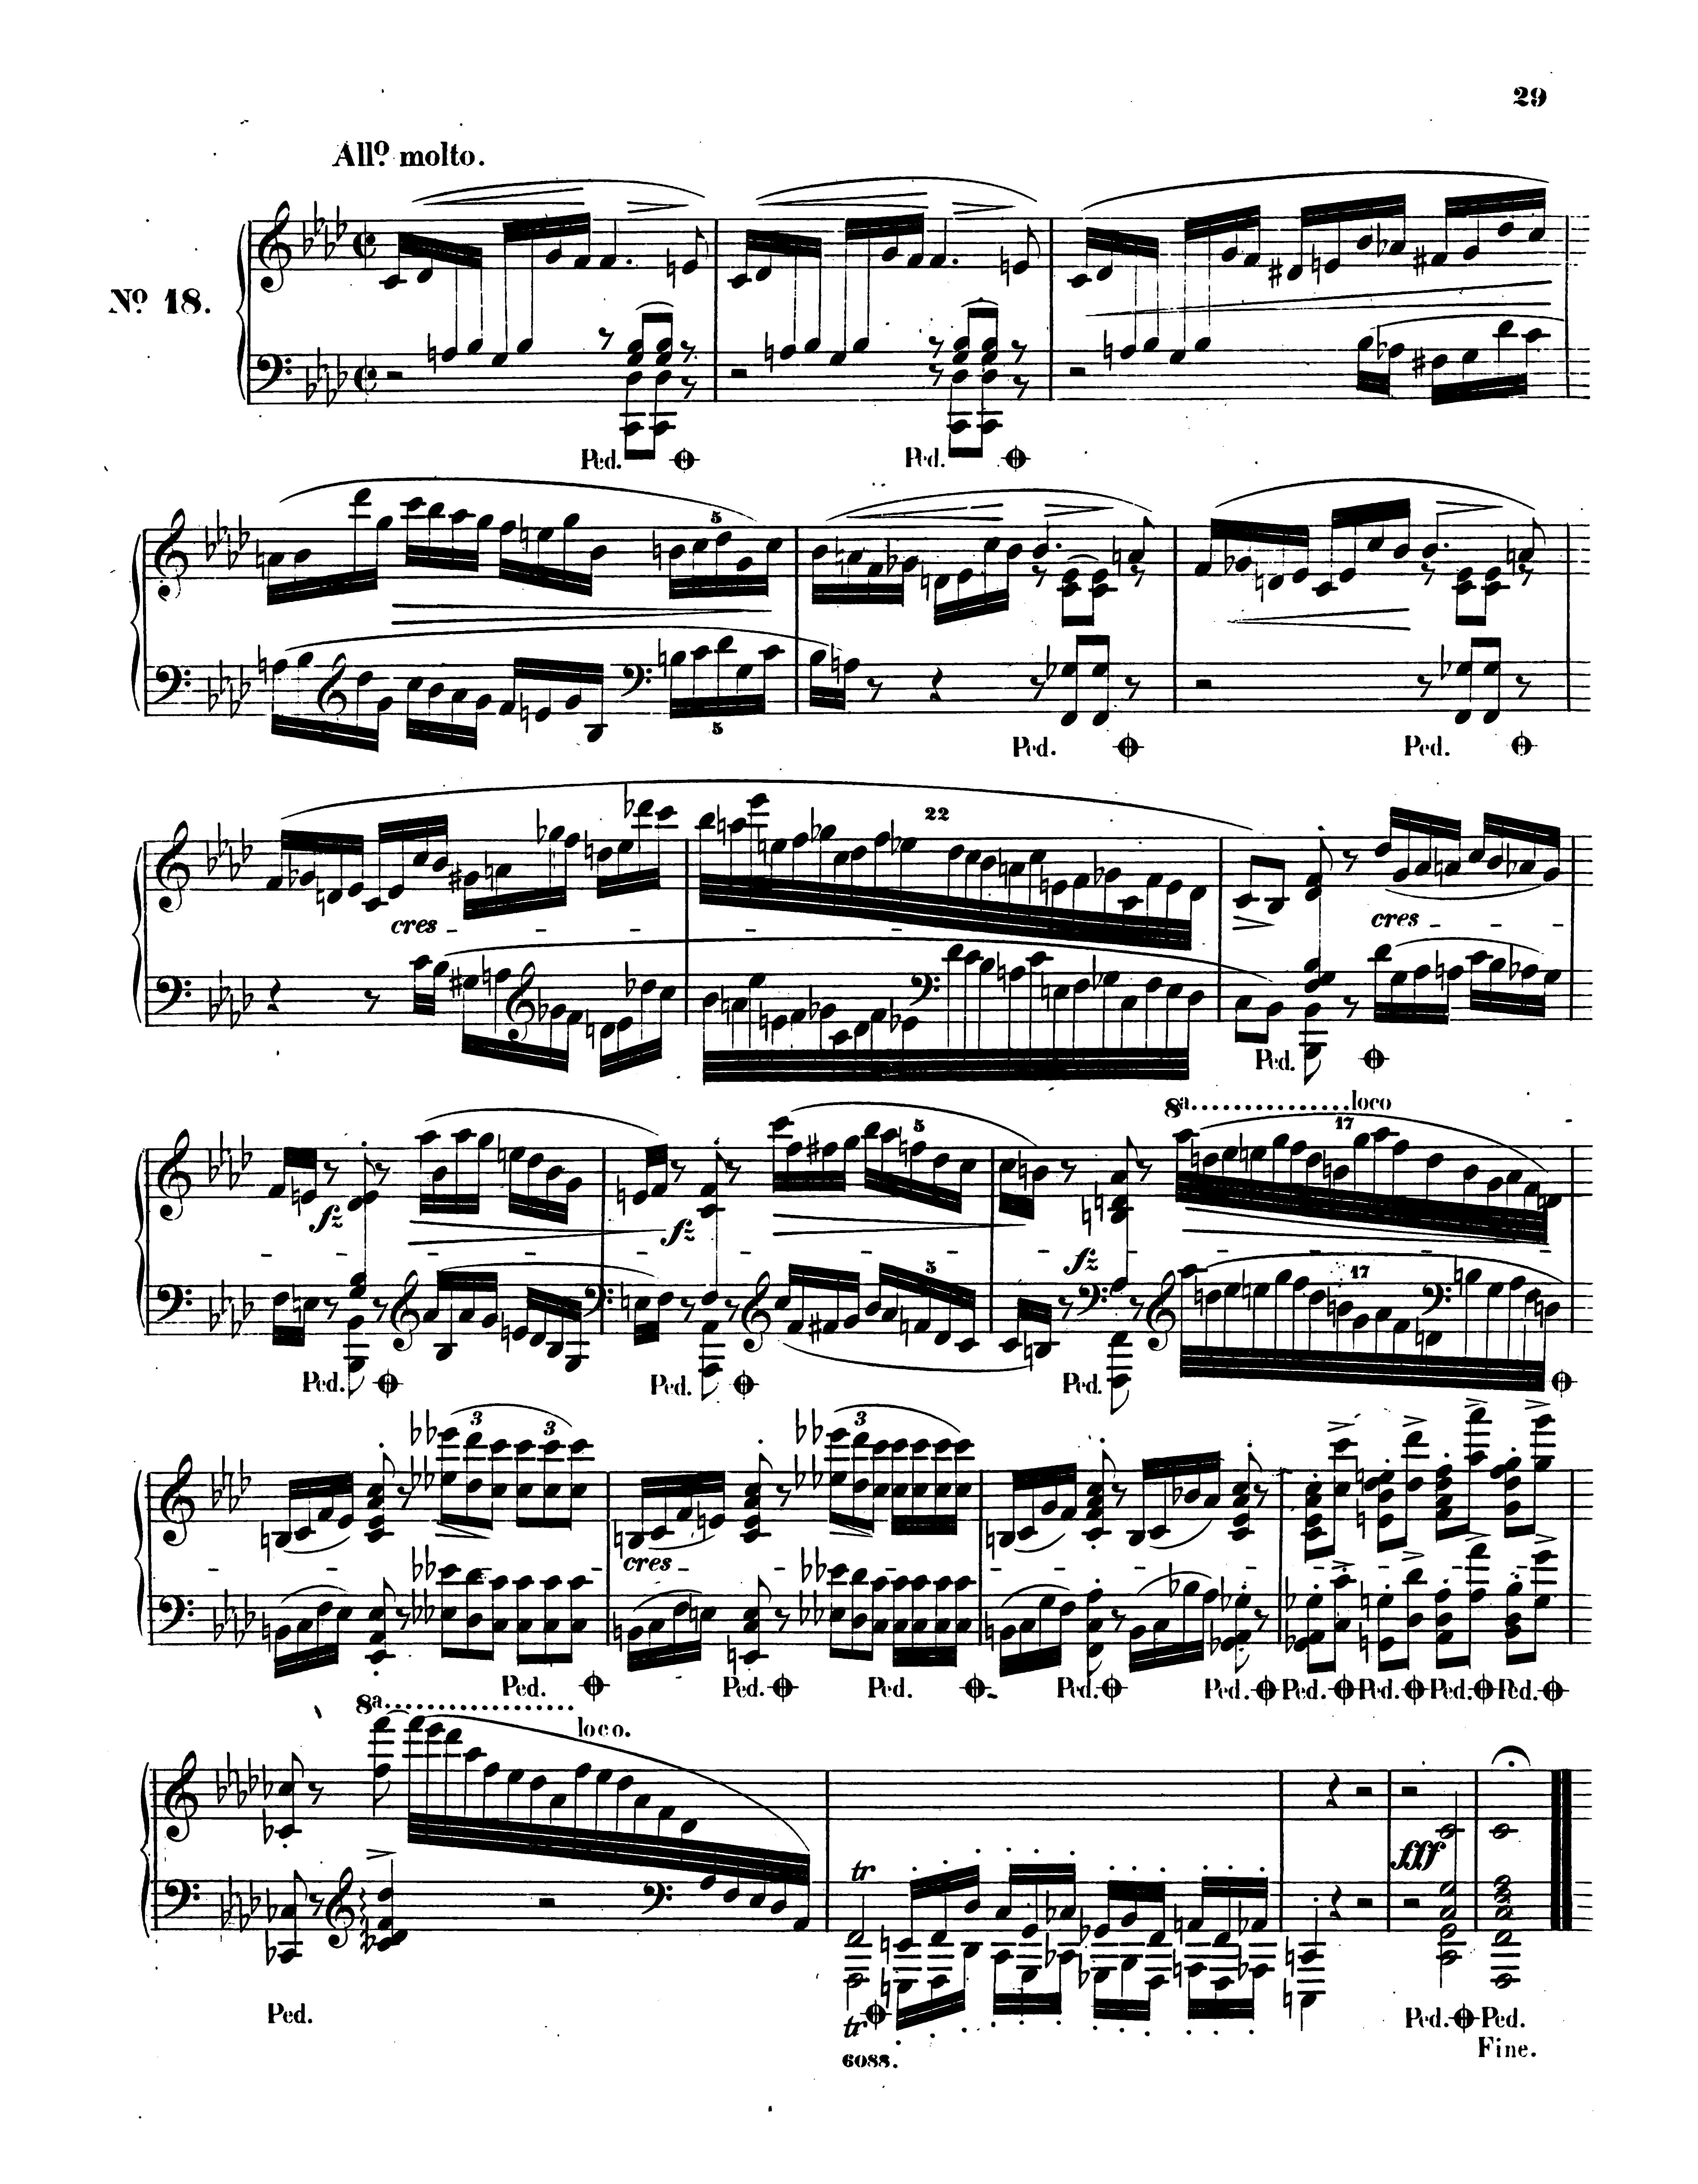 29
All.º molto.
Nº 18.
Ped. Ped.
5
5
Ped. Ped.
22
cres cres
Ped.
8ª loco
5 17
fz fz fz
5 17
Ped. Ped. Ped.
3 3 3
cres
Ped. Ped. Ped. Ped. Ped. Ped. Ped. Ped. Ped.
8ª
loco.
fff
tr
Ped. tr Ped. Ped.
6088. Fine.